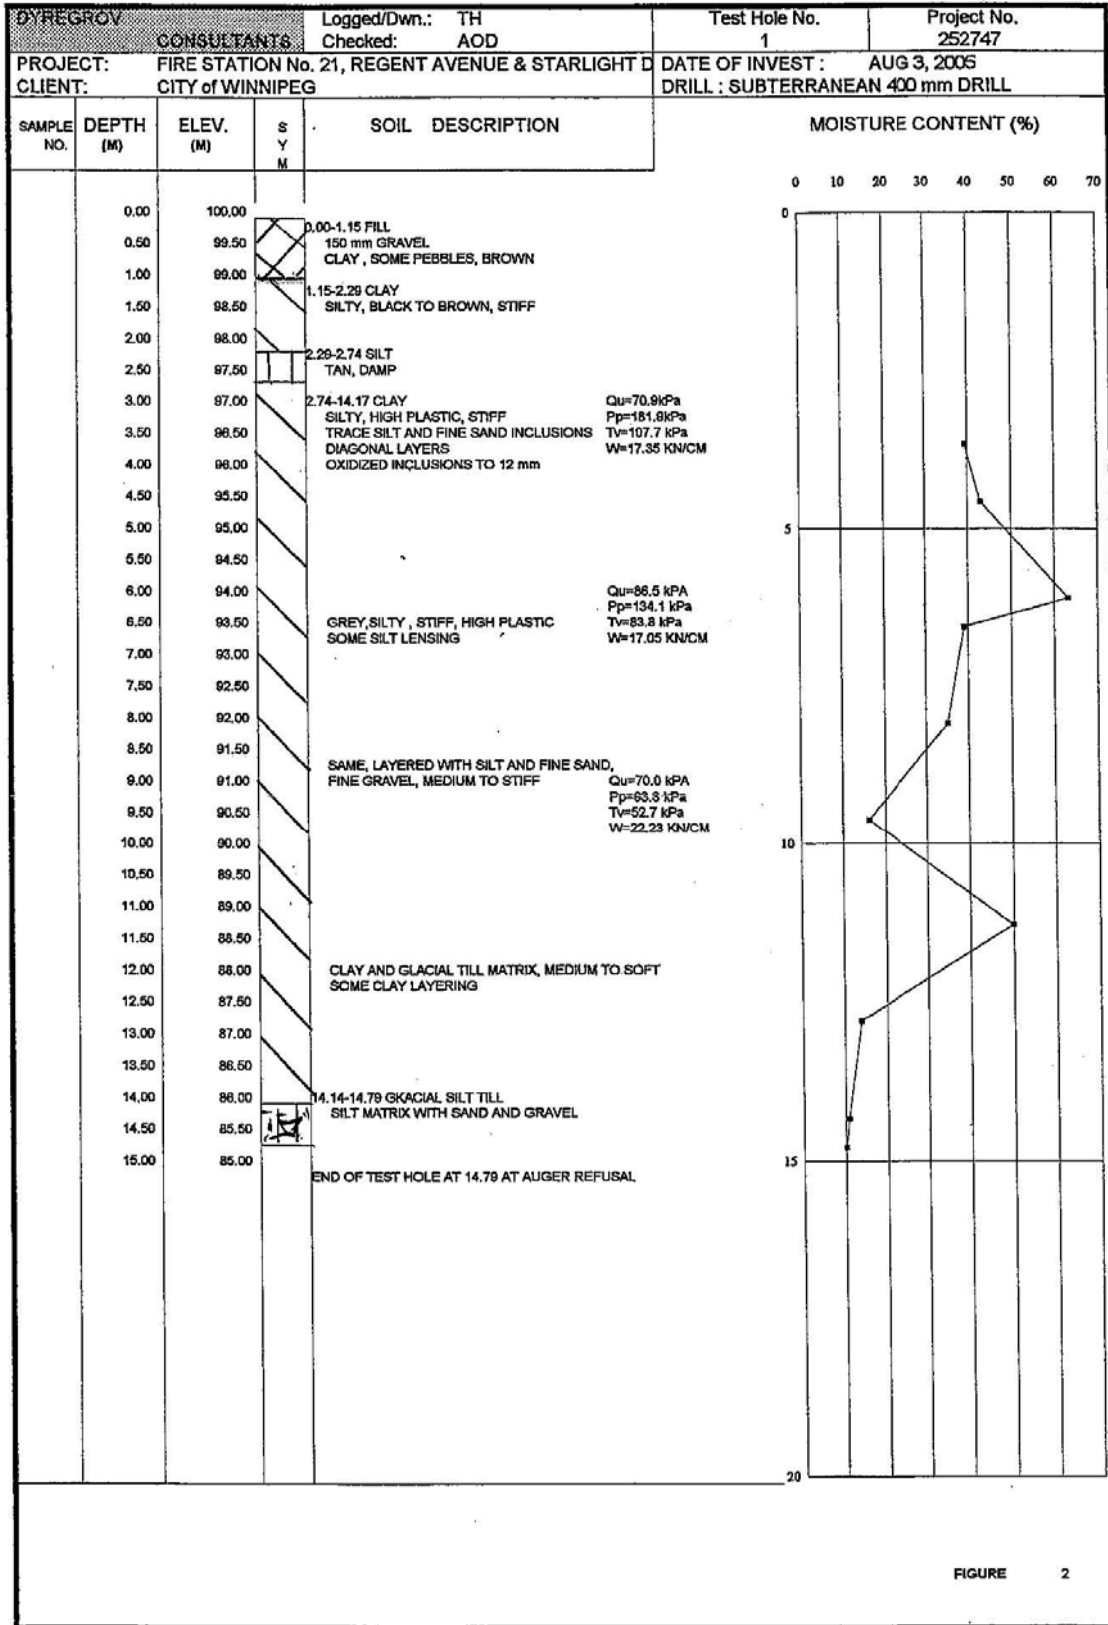 DYREGROV
CONSULTANTS
Logged/Dwn.: TH
Checked: AOD
Test Hole No.
1
Project No.
252747
PROJECT: FIRE STATION No. 21, REGENT AVENUE & STARLIGHT D
CLIENT: CITY of WINNIPEG
DATE OF INVEST : AUG 3, 2005
DRILL : SUBTERRANEAN 400 mm DRILL
SAMPLE NO.
DEPTH (M)
ELEV. (M)
S Y M
SOIL DESCRIPTION
MOISTURE CONTENT (%)
0 10 20 30 40 50 60 70
0.00 100.00
0.50 99.50
1.00 99.00
1.50 98.50
2.00 98.00
2.50 97.50
3.00 97.00
3.50 96.50
4.00 96.00
4.50 95.50
5.00 95.00
5.50 94.50
6.00 94.00
6.50 93.50
7.00 93.00
7.50 92.50
8.00 92.00
8.50 91.50
9.00 91.00
9.50 90.50
10.00 90.00
10.50 89.50
11.00 89.00
11.50 88.50
12.00 88.00
12.50 87.50
13.00 87.00
13.50 86.50
14.00 86.00
14.50 85.50
15.00 85.00
0.00-1.15 FILL
150 mm GRAVEL
CLAY , SOME PEBBLES, BROWN
1.15-2.29 CLAY
SILTY, BLACK TO BROWN, STIFF
2.29-2.74 SILT
TAN, DAMP
2.74-14.17 CLAY
SILTY, HIGH PLASTIC, STIFF
TRACE SILT AND FINE SAND INCLUSIONS
DIAGONAL LAYERS
OXIDIZED INCLUSIONS TO 12 mm
Qu=70.9kPa
Pp=181.9kPa
Tv=107.7 kPa
W=17.35 KN/CM
GREY,SILTY , STIFF, HIGH PLASTIC
SOME SILT LENSING
Qu=86.5 kPA
Pp=134.1 kPa
Tv=83.8 kPa
W=17.05 KN/CM
SAME, LAYERED WITH SILT AND FINE SAND,
FINE GRAVEL, MEDIUM TO STIFF
Qu=70.0 kPA
Pp=63.8 kPa
Tv=52.7 kPa
W=22.23 KN/CM
CLAY AND GLACIAL TILL MATRIX, MEDIUM TO SOFT
SOME CLAY LAYERING
14.14-14.79 GKACIAL SILT TILL
SILT MATRIX WITH SAND AND GRAVEL
END OF TEST HOLE AT 14.79 AT AUGER REFUSAL
0
5
10
15
20
FIGURE 2